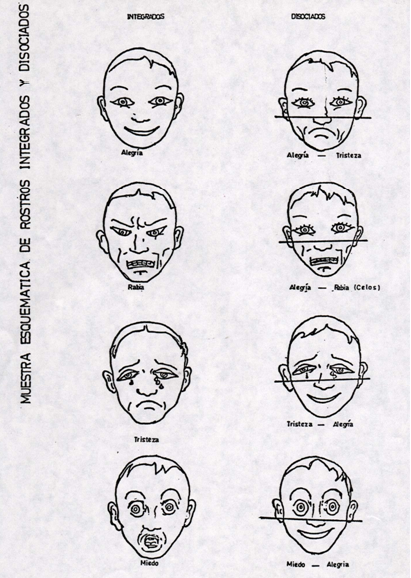 MUESTRA ESQUEMATICA DE ROSTROS INTEGRADOS Y DISOCIADOS
INTEGRADOS
DISOCIADOS
Alegría
Alegría — Tristeza
Rabia
Alegría — Rabia (Celos)
Tristeza
Tristeza — Alegría
Miedo
Miedo — Alegria